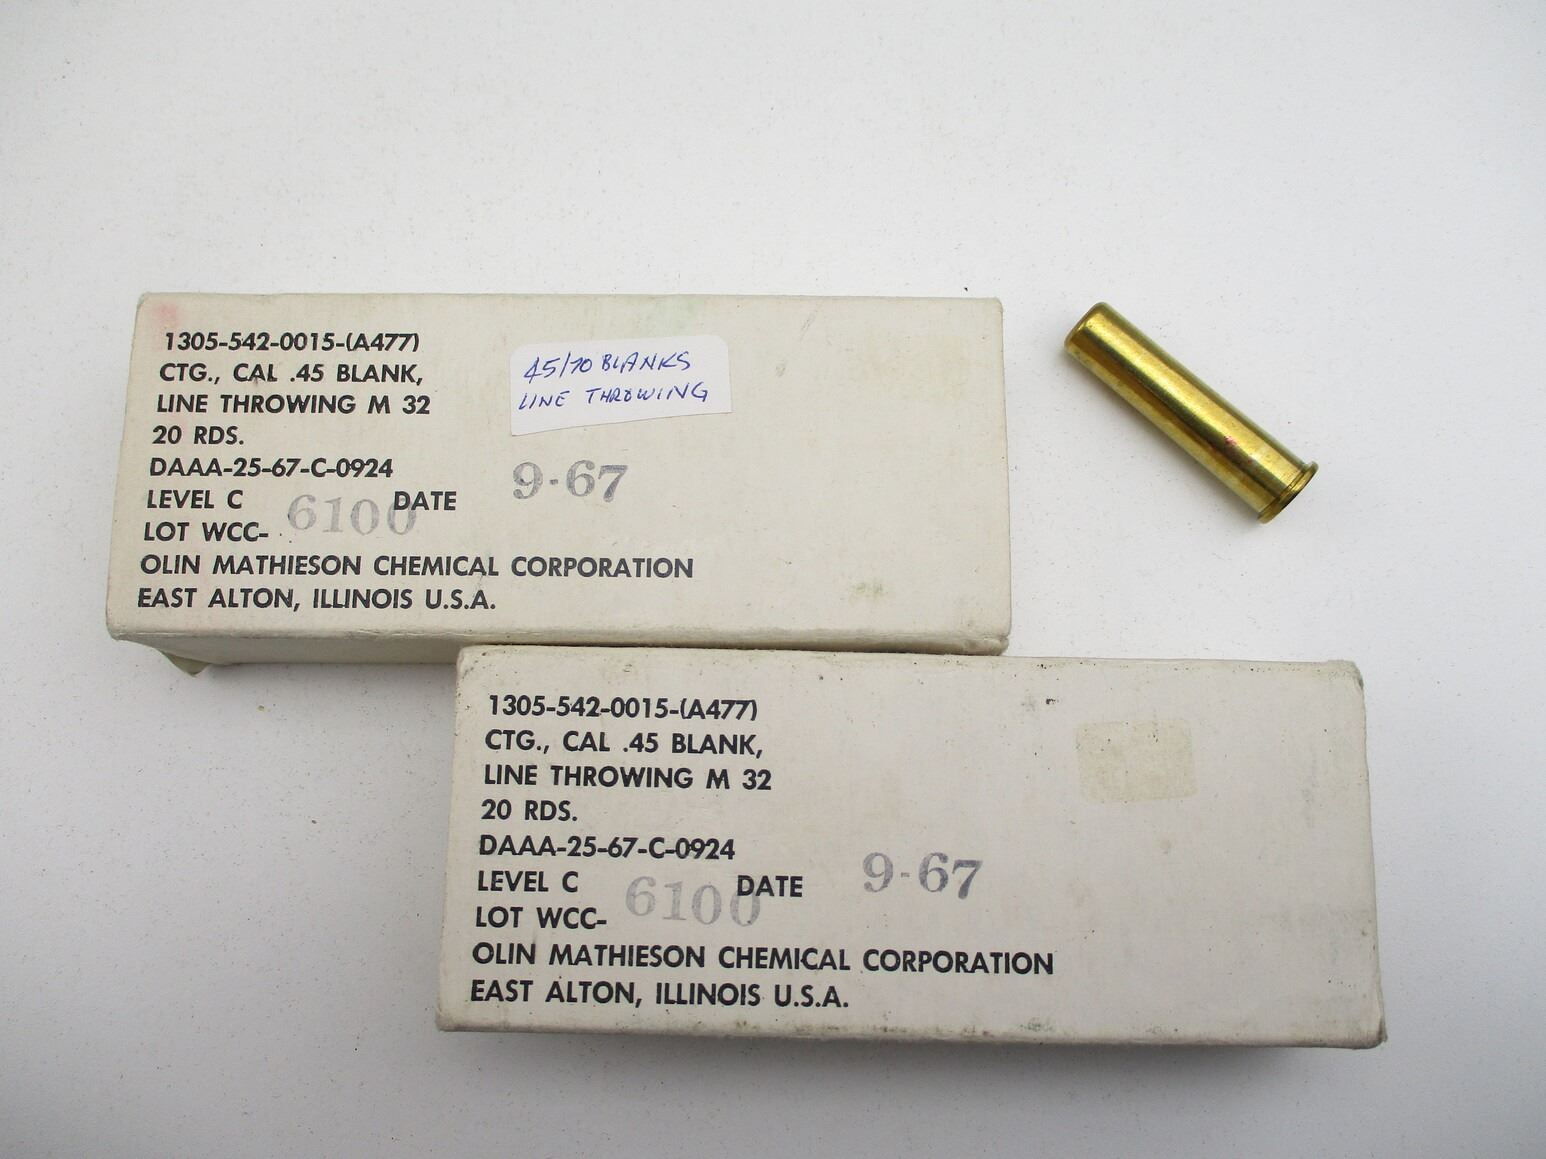 1305-542-0015-(A477)
CTG., CAL .45 BLANK,
LINE THROWING M 32
20 RDS.
DAAA-25-67-C-0924
LEVEL C DATE 9-67
LOT WCC- 6100
OLIN MATHIESON CHEMICAL CORPORATION
EAST ALTON, ILLINOIS U.S.A.
45/70 BLANKS
LINE THROWING
1305-542-0015-(A477)
CTG., CAL .45 BLANK,
LINE THROWING M 32
20 RDS.
DAAA-25-67-C-0924
LEVEL C DATE 9-67
LOT WCC- 6100
OLIN MATHIESON CHEMICAL CORPORATION
EAST ALTON, ILLINOIS U.S.A.